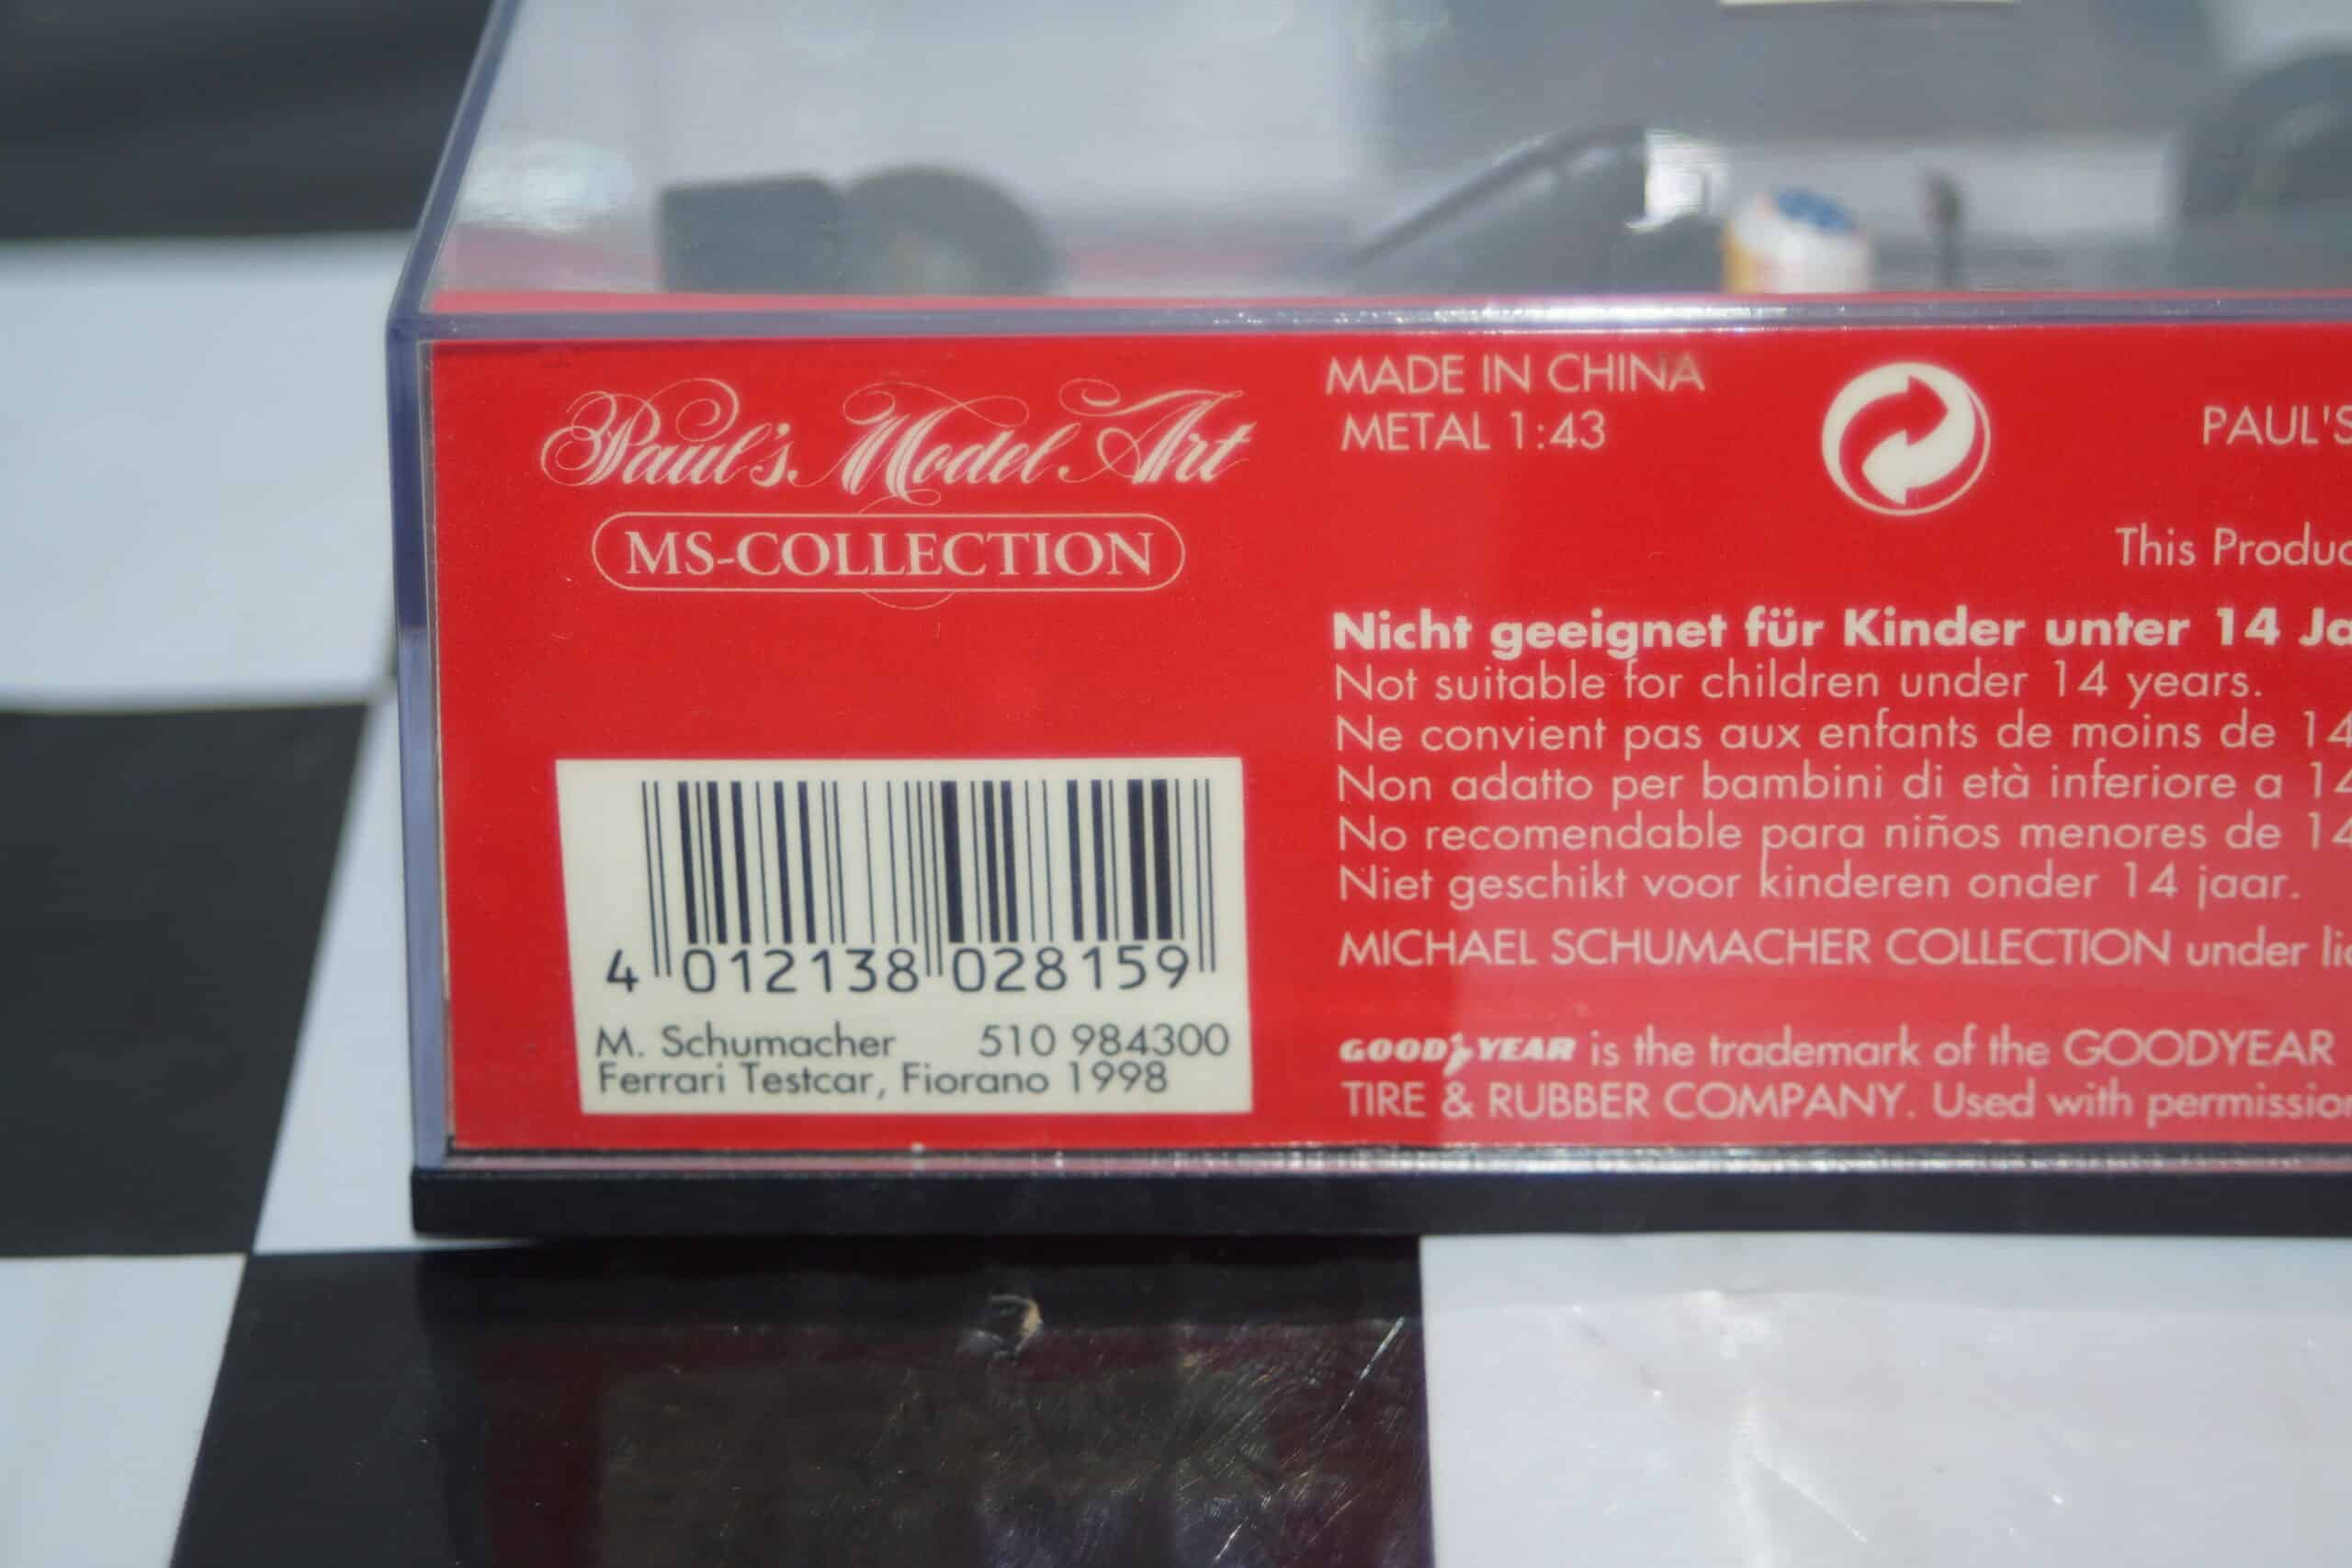 Paul's Model Art
MS-COLLECTION
MADE IN CHINA
METAL 1:43
PAUL'S
This
Nicht geeignet für Kinder unter 14
Not suitable for children under 14 years.
Ne convient pas aux enfants de moins de 14
Non adatto per bambini di età inferiore a 14
No recomendable para niños menores de 14
Niet geschikt voor kinderen onder 14 jaar.
MICHAEL SCHUMACHER COLLECTION under
GOODYEAR is the trademark of the GOODYEAR
TIRE & RUBBER COMPANY. Used with
4 012138 028159
M. Schumacher 510 984300
Ferrari Testcar, Fiorano 1998